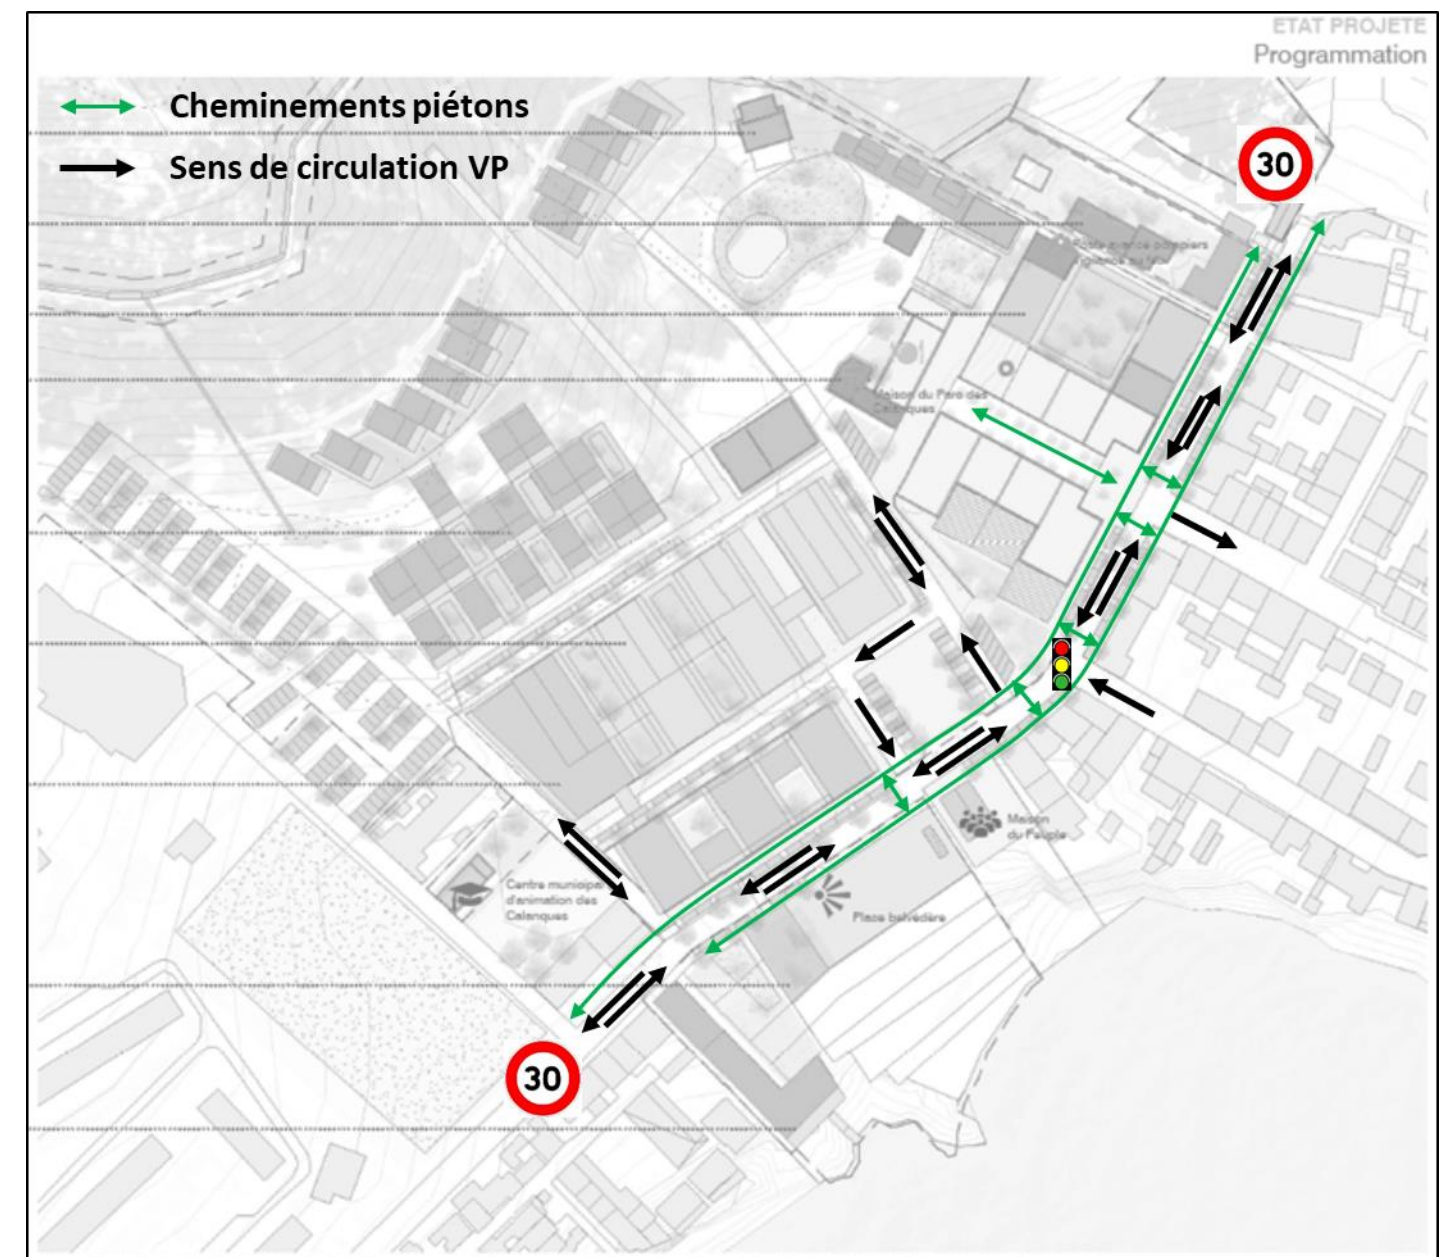 ETAT PROJETE
Programmation
Cheminements piétons
Sens de circulation VP
30
Maison du Parc des
Calanques
Maison
du Peuple
Centre municipal
d'animation des
Calanques
Place belvédère
30